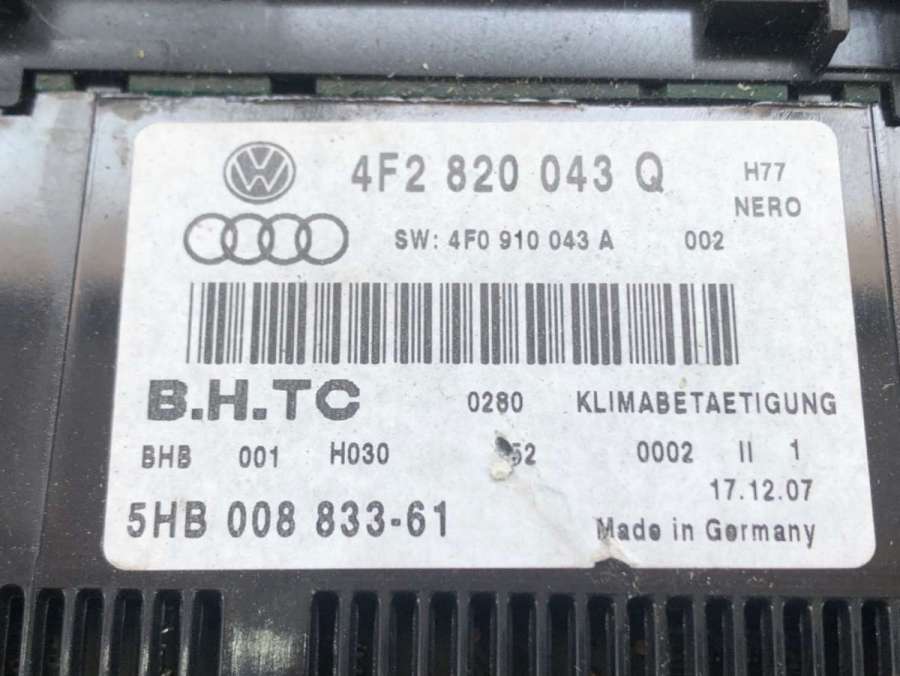 4F2 820 043 Q H77
NERO
SW: 4F0 910 043 A 002
B.H.TC 0280 KLIMABETAETIGUNG
BHB 001 H030 52 0002 II 1
17.12.07
5HB 008 833-61 Made in Germany